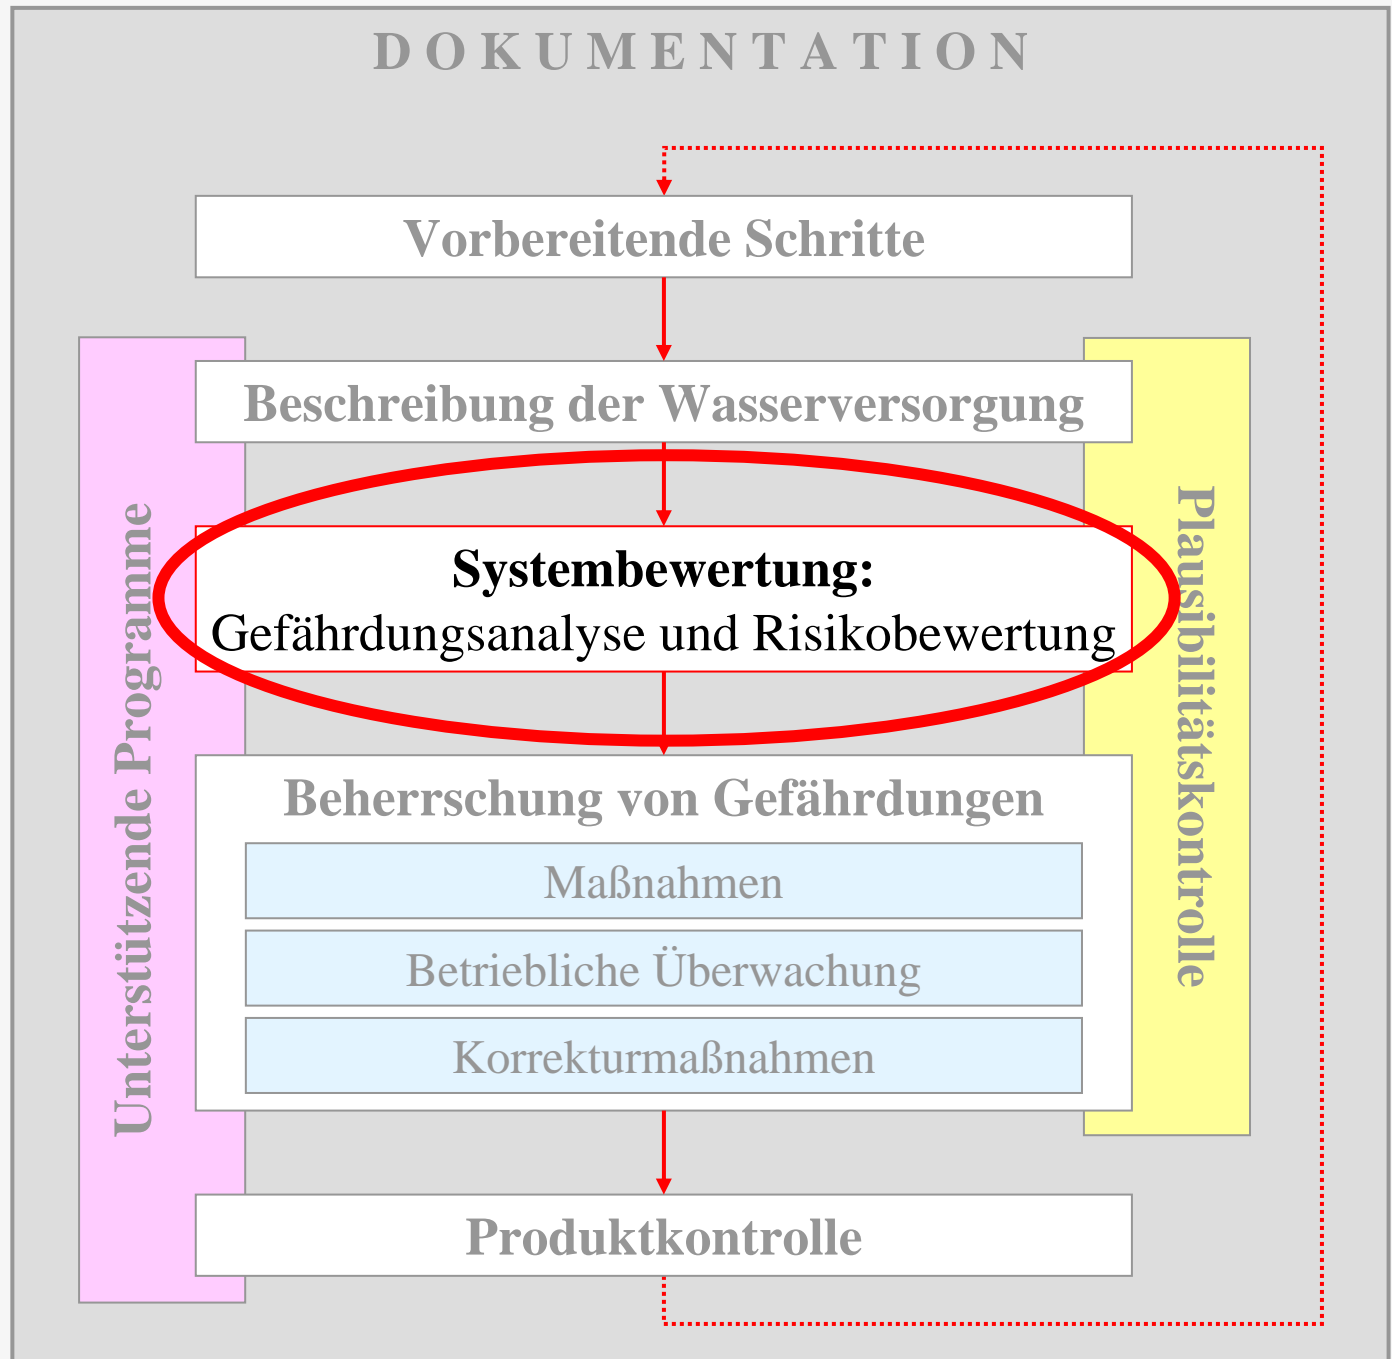 DOKUMENTATION
Vorbereitende Schritte
Beschreibung der Wasserversorgung
Systembewertung:
Gefährdungsanalyse und Risikobewertung
Beherrschung von Gefährdungen
Maßnahmen
Betriebliche Überwachung
Korrekturmaßnahmen
Produktkontrolle
Unterstützende Programme
Plausibilitätskontrolle